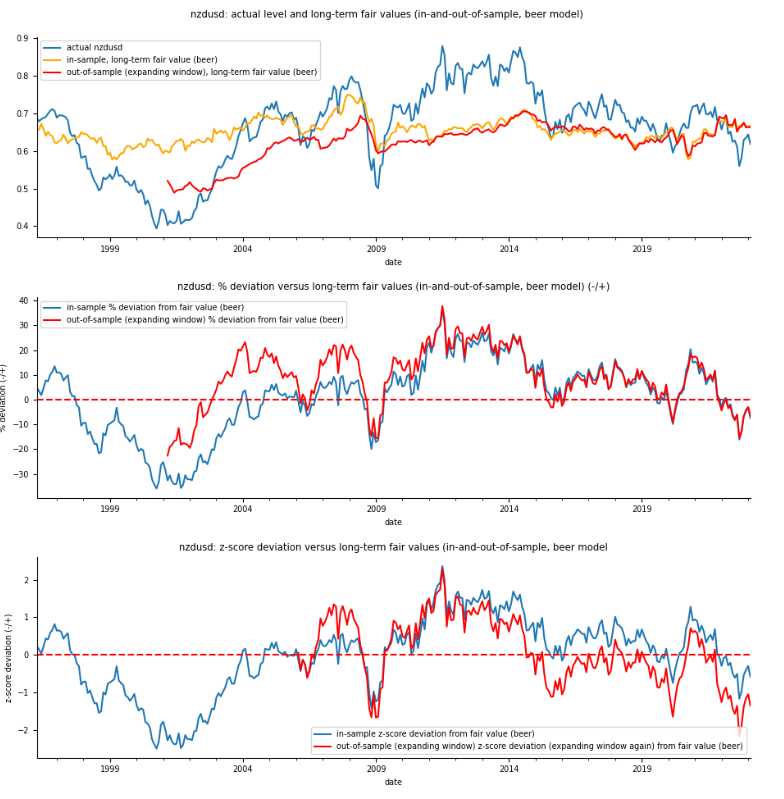 nzdusd: actual level and long-term fair values (in-and-out-of-sample, beer model)
0.9
0.8
0.7
0.6
0.5
0.4
actual nzdusd
in-sample, long-term fair value (beer)
out-of-sample (expanding window), long-term fair value (beer)
1999
2004
2009
2014
2019
date
nzdusd: % deviation versus long-term fair values (in-and-out-of-sample, beer model) (-/+)
% deviation (-/+)
40
30
20
10
0
−10
−20
−30
in-sample % deviation from fair value (beer)
out-of-sample (expanding window) % deviation from fair value (beer)
1999
2004
2009
2014
2019
date
nzdusd: z-score deviation versus long-term fair values (in-and-out-of-sample, beer model
z-score deviation (-/+)
2
1
0
−1
−2
in-sample z-score deviation from fair value (beer)
out-of-sample (expanding window) z-score deviation (expanding window again) from fair value (beer)
1999
2004
2009
2014
2019
date